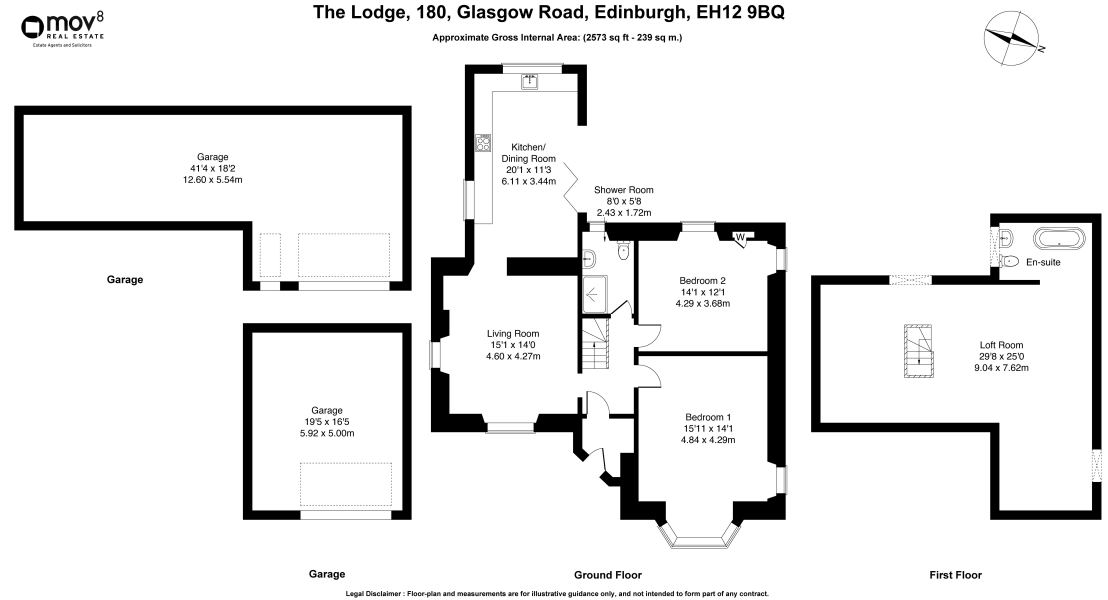 mov8
REAL ESTATE
Estate Agents and Solicitors
The Lodge, 180, Glasgow Road, Edinburgh, EH12 9BQ
Approximate Gross Internal Area: (2573 sq ft - 239 sq m.)
N
Garage
41'4 x 18'2
12.60 x 5.54m
Garage
Kitchen/
Dining Room
20'1 x 11'3
6.11 x 3.44m
Shower Room
8'0 x 5'8
2.43 x 1.72m
W
Bedroom 2
14'1 x 12'1
4.29 x 3.68m
Living Room
15'1 x 14'0
4.60 x 4.27m
Bedroom 1
15'11 x 14'1
4.84 x 4.29m
En-suite
Loft Room
29'8 x 25'0
9.04 x 7.62m
Garage
19'5 x 16'5
5.92 x 5.00m
Garage
Ground Floor
First Floor
Legal Disclaimer : Floor-plan and measurements are for illustrative guidance only, and not intended to form part of any contract.